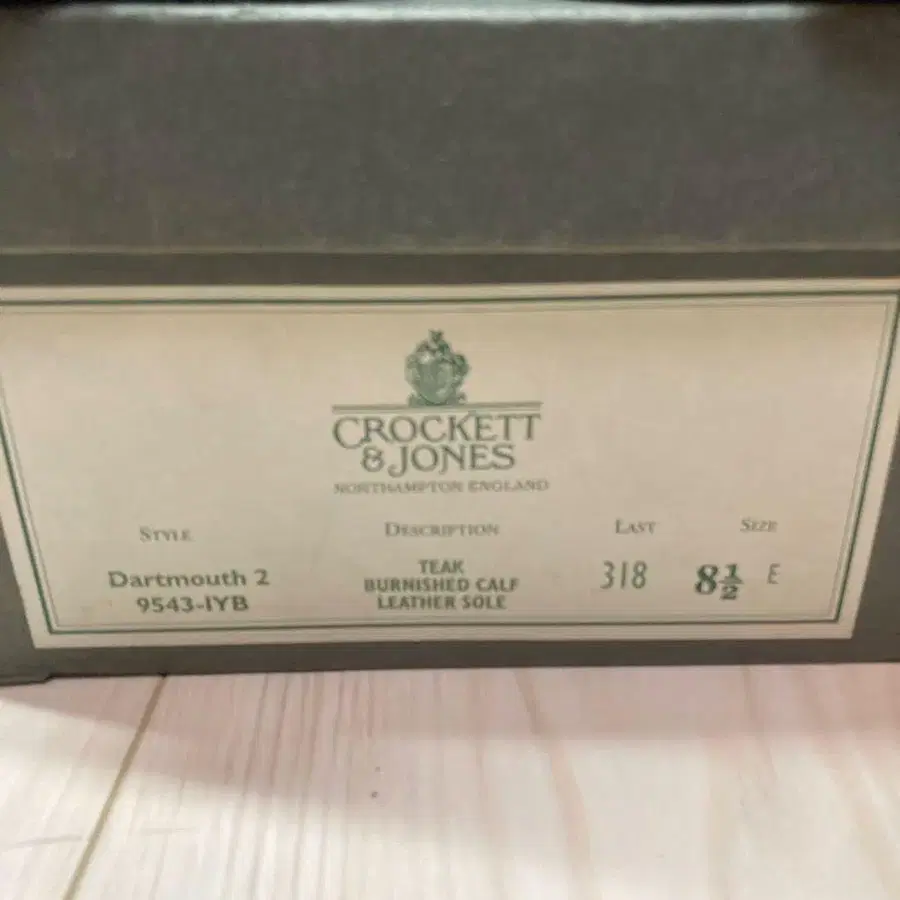 CROCKETT
& JONES
NORTHAMPTON ENGLAND
STYLE DESCRIPTION LAST SIZE
Dartmouth 2
9543-IYB
TEAK
BURNISHED CALF
LEATHER SOLE
318
8½ E